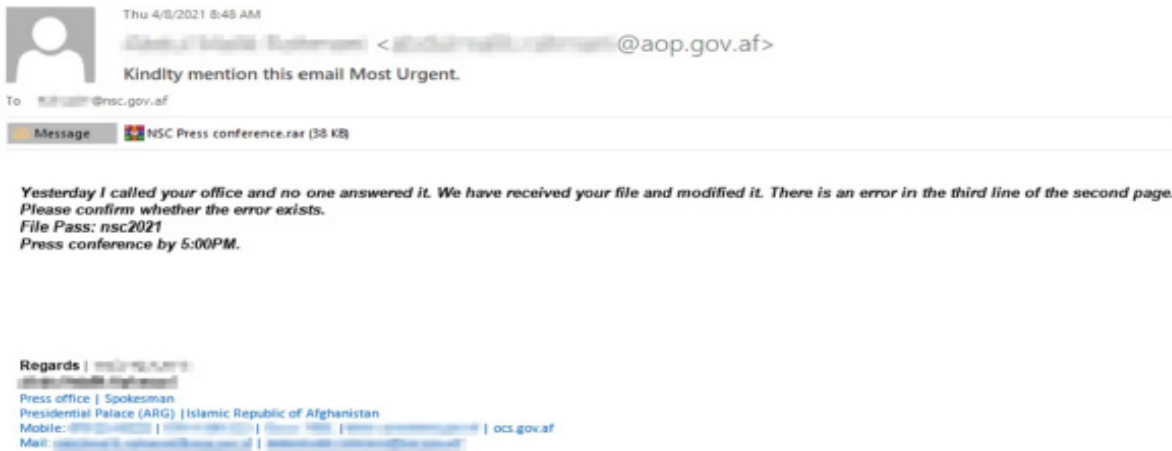 Thu 4/8/2021 8:48 AM
< @aop.gov.af>
Kindlty mention this email Most Urgent.
To @nsc.gov.af
Message NSC Press conference.rar (38 KB)
Yesterday I called your office and no one answered it. We have received your file and modified it. There is an error in the third line of the second page.
Please confirm whether the error exists.
File Pass: nsc2021
Press conference by 5:00PM.
Regards |
Press office | Spokesman
Presidential Palace (ARG) |Islamic Republic of Afghanistan
Mobile: | | | | ocs.gov.af
Mail: |